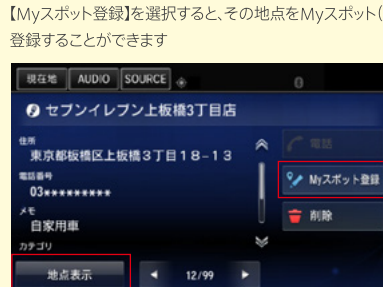 【Myスポット登録】を選択すると、その地点をMyスポット(
登録することができます
現在地 AUDIO SOURCE
セブンイレブン上板橋3丁目店
住所
東京都板橋区上板橋3丁目18-13
電話
電話番号
03*********
Myスポット登録
メモ
自家用車
削除
カテゴリ
地点表示 12/99